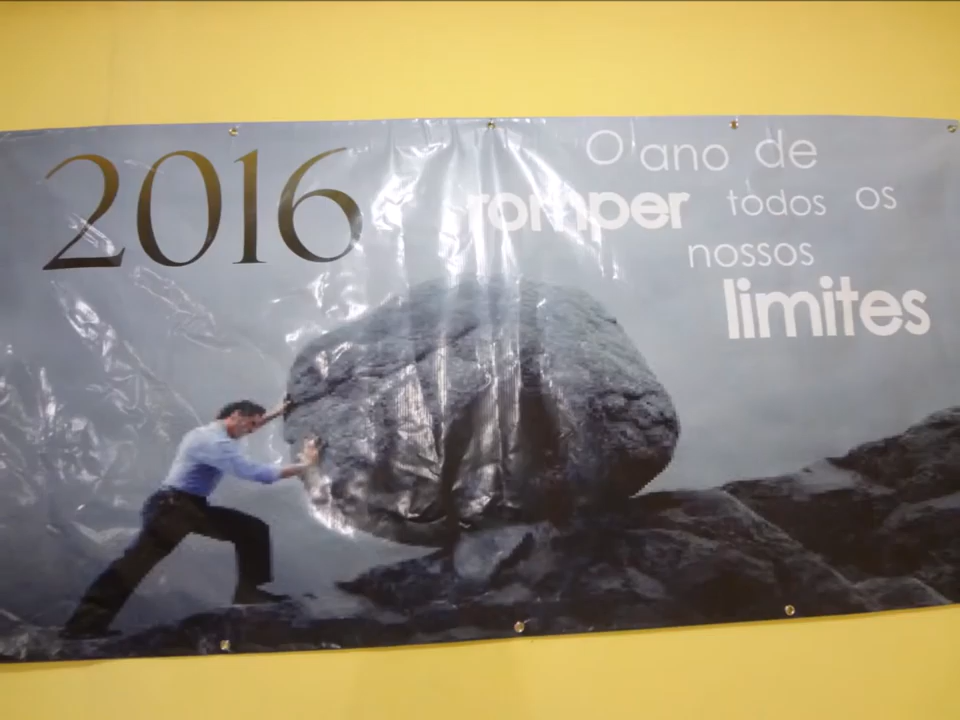 2016
O ano de
romper todos os
nossos
limites